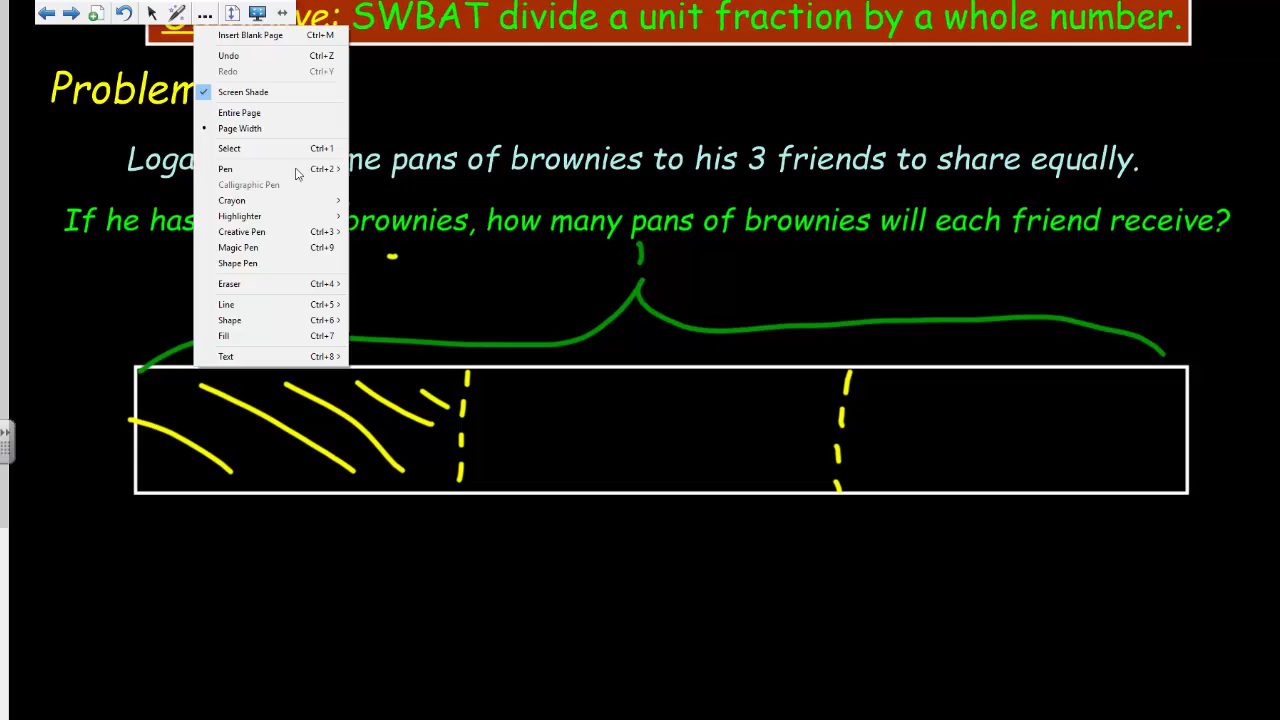 ve: SWBAT divide a unit fraction by a whole number.
Insert Blank Page Ctrl+M
Undo Ctrl+Z
Redo Ctrl+Y
Screen Shade
Entire Page
Page Width
Select Ctrl+1
Pen Ctrl+2
Calligraphic Pen
Crayon
Highlighter
Creative Pen Ctrl+3
Magic Pen Ctrl+9
Shape Pen
Eraser Ctrl+4
Line Ctrl+5
Shape Ctrl+6
Fill Ctrl+7
Text Ctrl+8
Problem
Loga me pans of brownies to his 3 friends to share equally.
If he has brownies, how many pans of brownies will each friend receive?
1